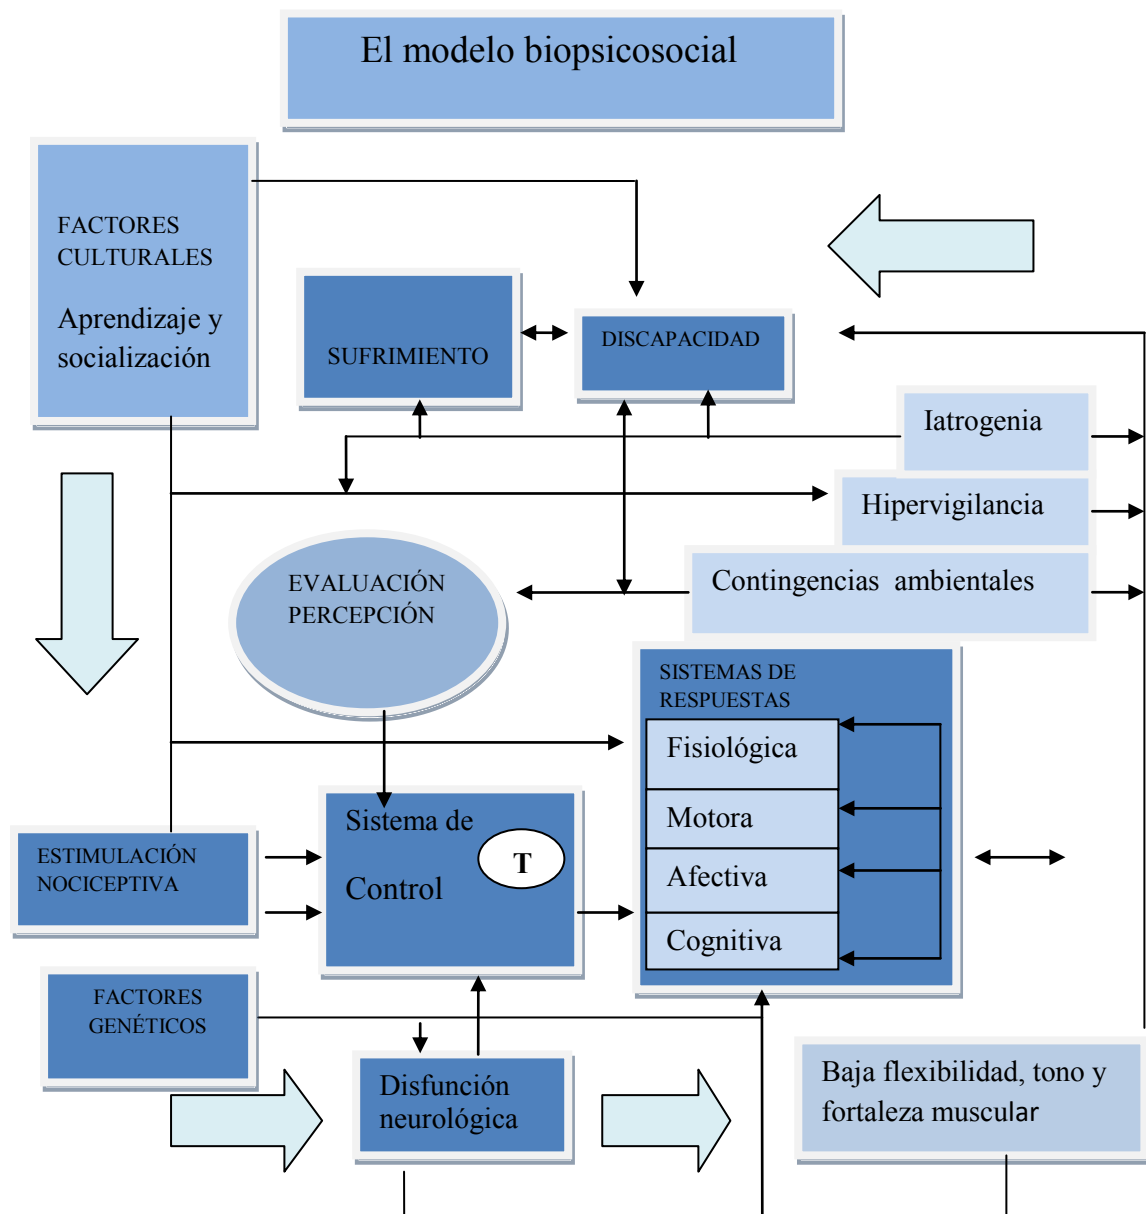 El modelo biopsicosocial
FACTORES
CULTURALES
Aprendizaje y
socialización
SUFRIMIENTO
DISCAPACIDAD
Iatrogenia
Hipervigilancia
Contingencias ambientales
EVALUACIÓN
PERCEPCIÓN
SISTEMAS DE
RESPUESTAS
Fisiológica
Motora
Afectiva
Cognitiva
Sistema de
Control
T
ESTIMULACIÓN
NOCICEPTIVA
FACTORES
GENÉTICOS
Disfunción
neurológica
Baja flexibilidad, tono y
fortaleza muscular